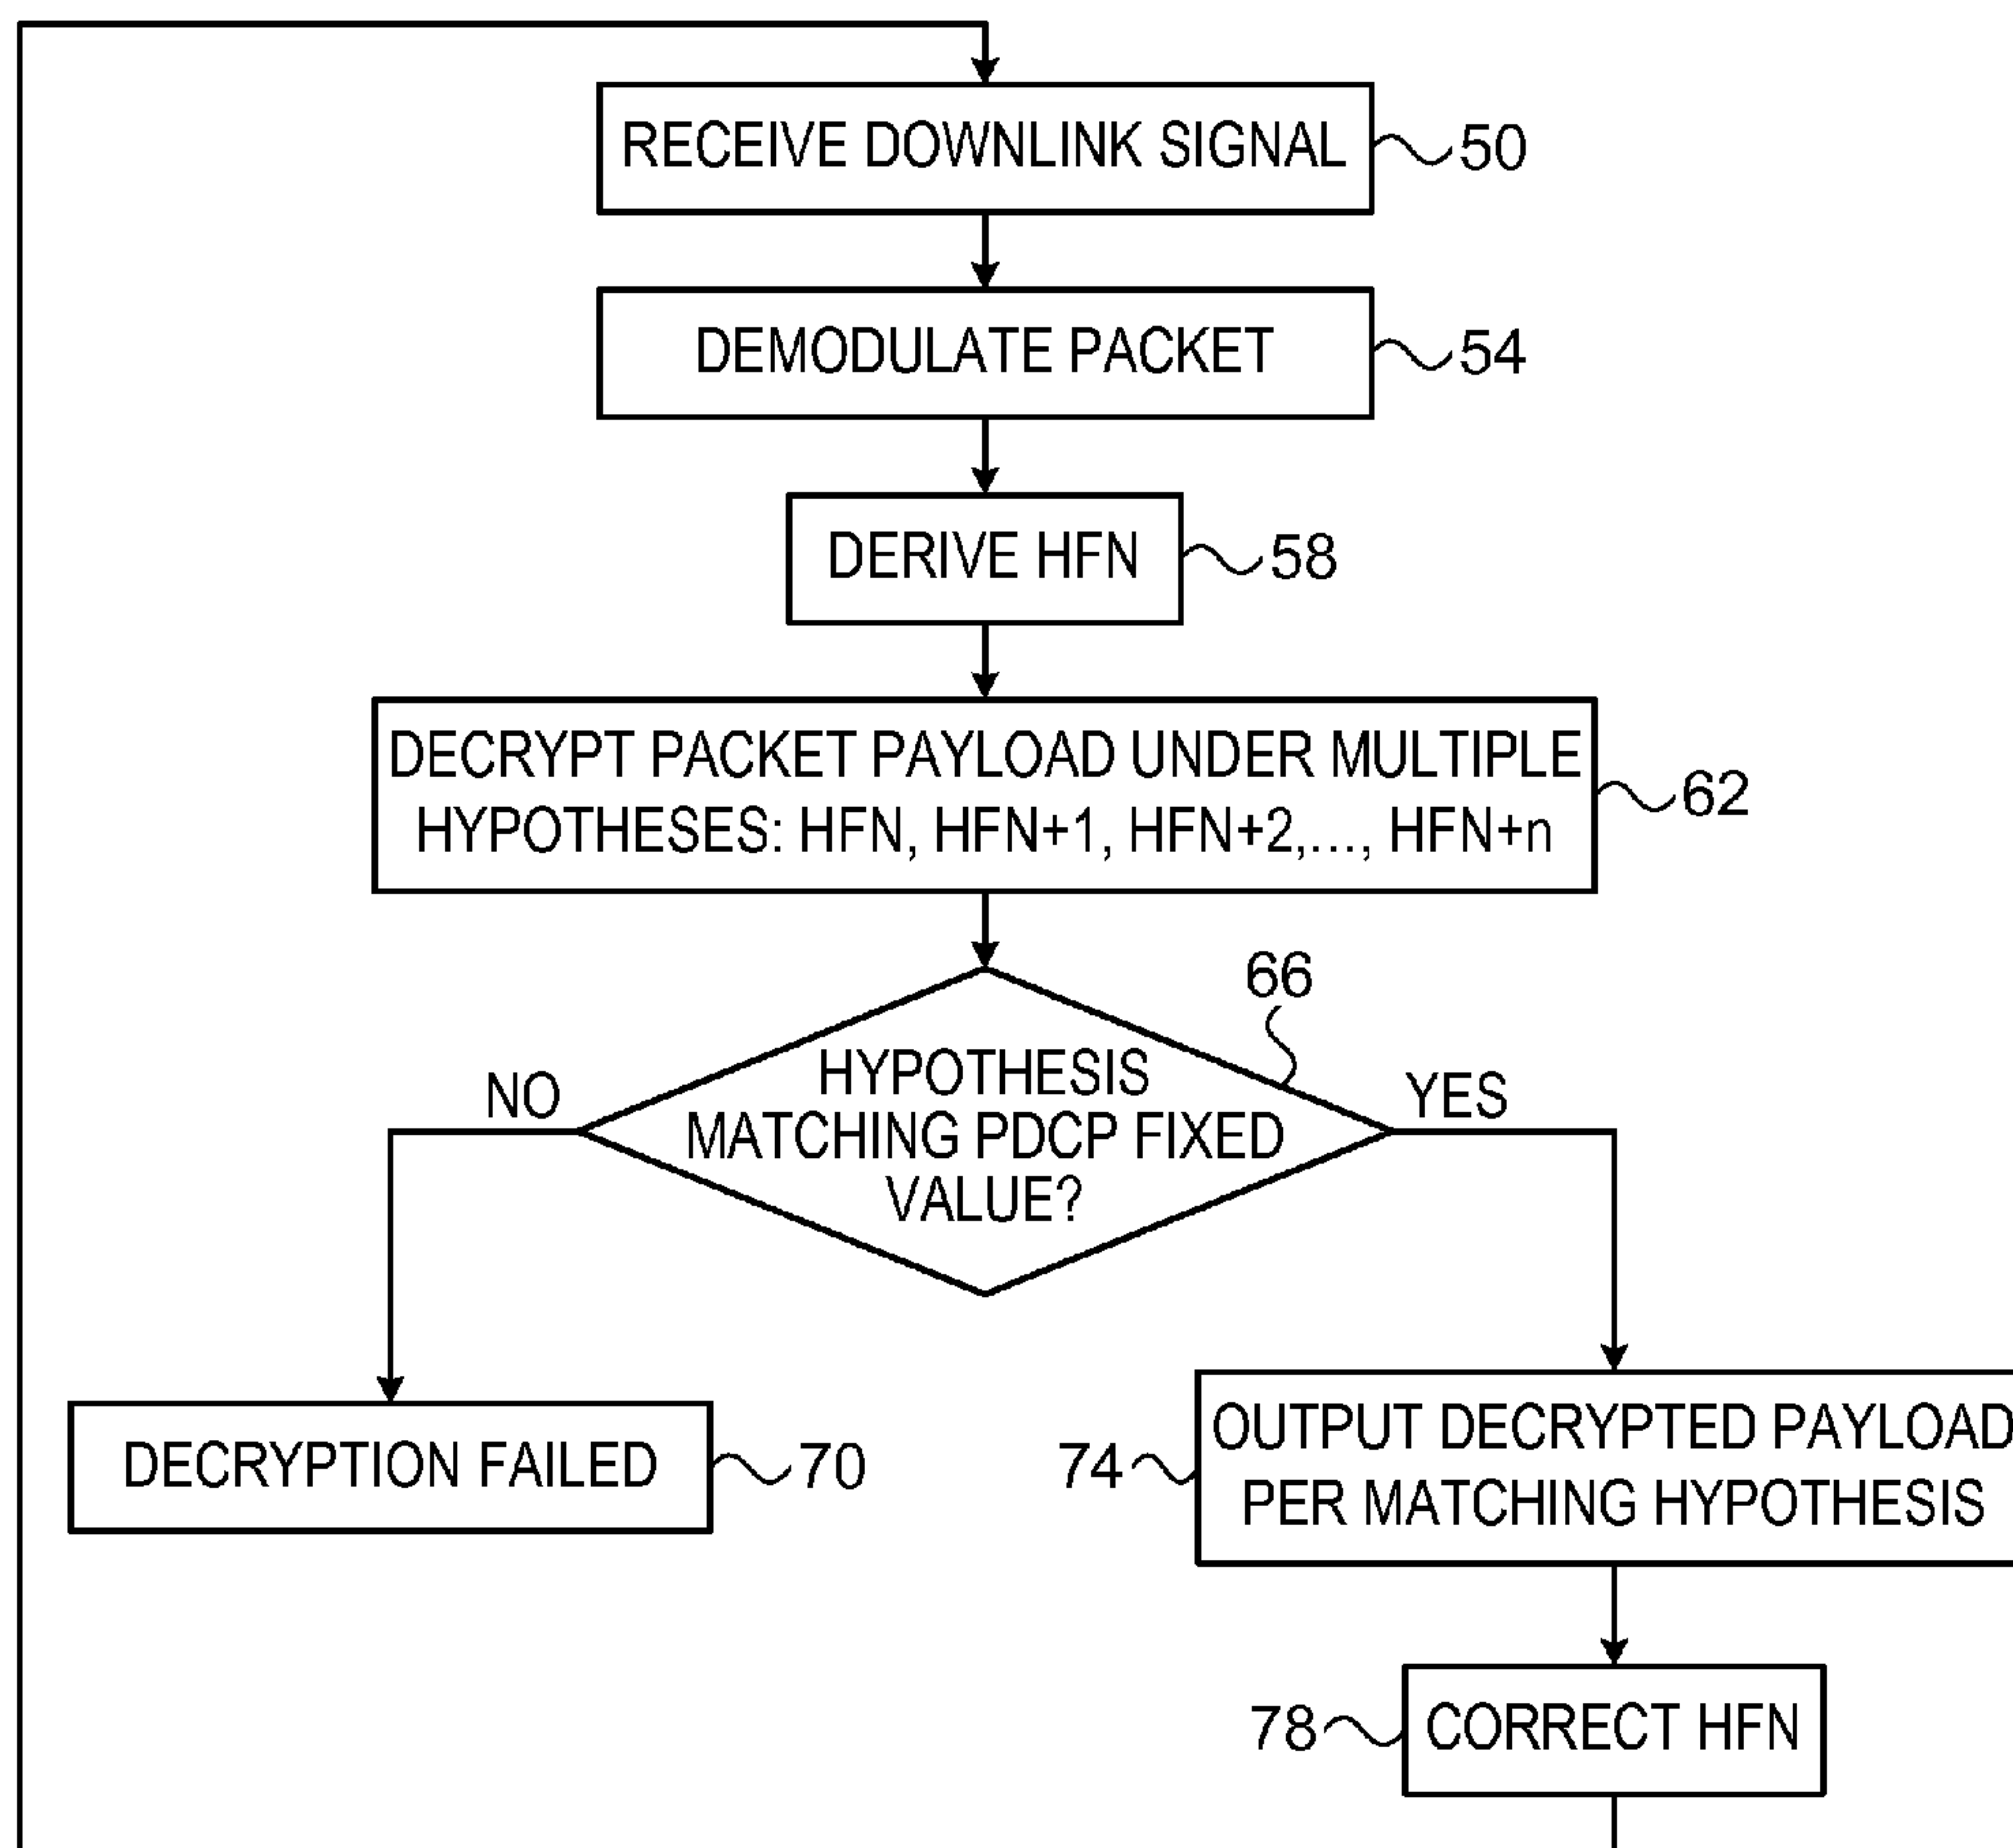 RECEIVE DOWNLINK SIGNAL
50
DEMODULATE PACKET
54
DERIVE HFN
58
DECRYPT PACKET PAYLOAD UNDER MULTIPLE
HYPOTHESES: HFN, HFN+1, HFN+2,..., HFN+n
62
66
HYPOTHESIS
MATCHING PDCP FIXED
VALUE?
NO
YES
DECRYPTION FAILED
70
74
OUTPUT DECRYPTED PAYLOAD
PER MATCHING HYPOTHESIS
78
CORRECT HFN